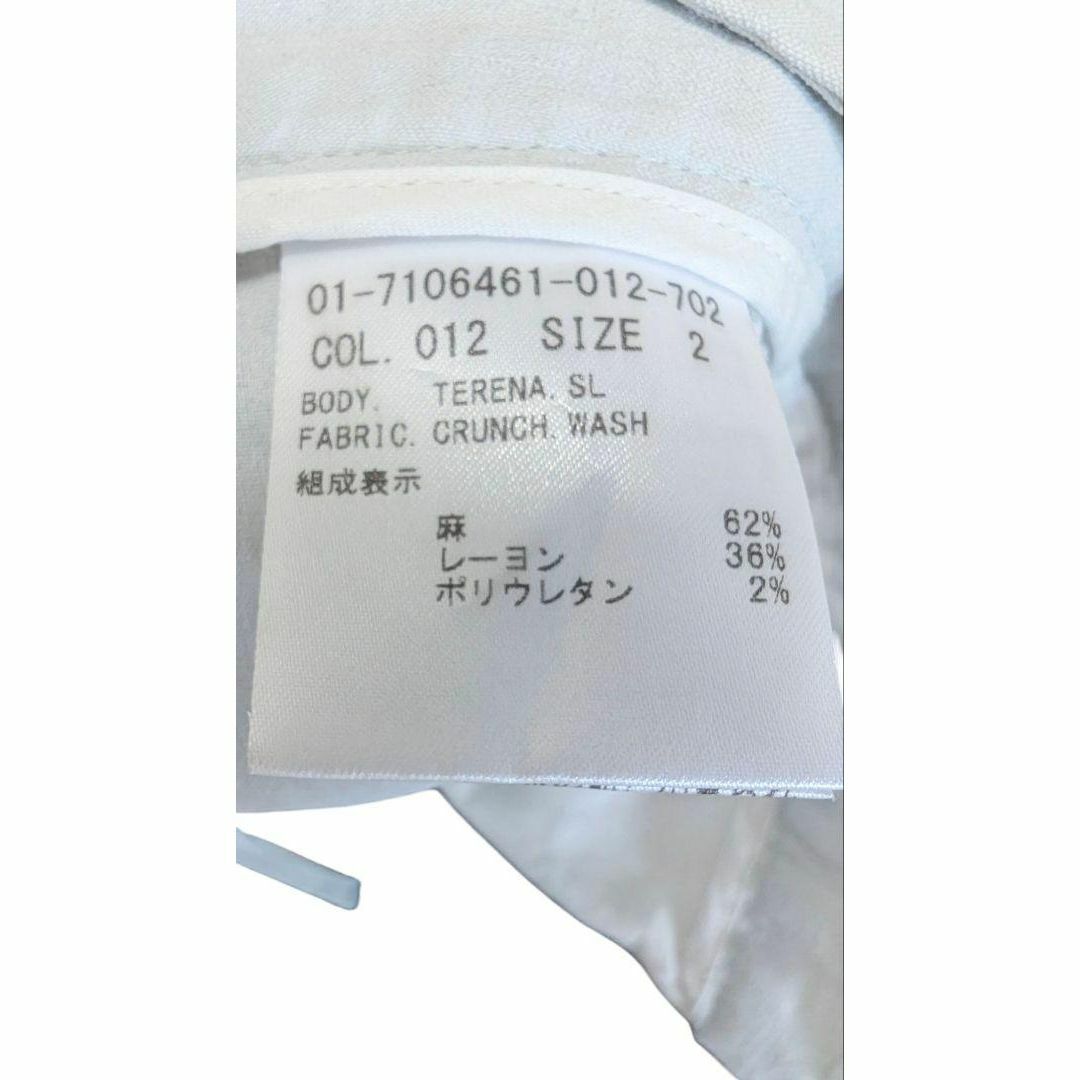 01-7106461-012-702
COL. 012 SIZE 2
BODY. TERENA. SL
FABRIC. CRUNCH. WASH
組成表示
麻 62%
レーヨン 36%
ポリウレタン 2%